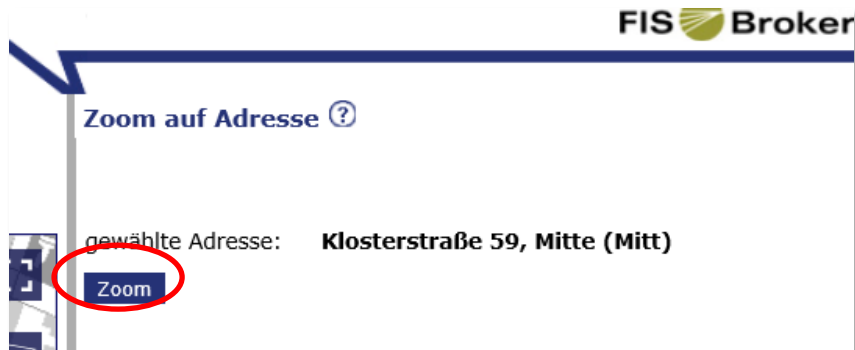 FIS Broker
Zoom auf Adresse ?
gewählte Adresse: Klosterstraße 59, Mitte (Mitt)
Zoom